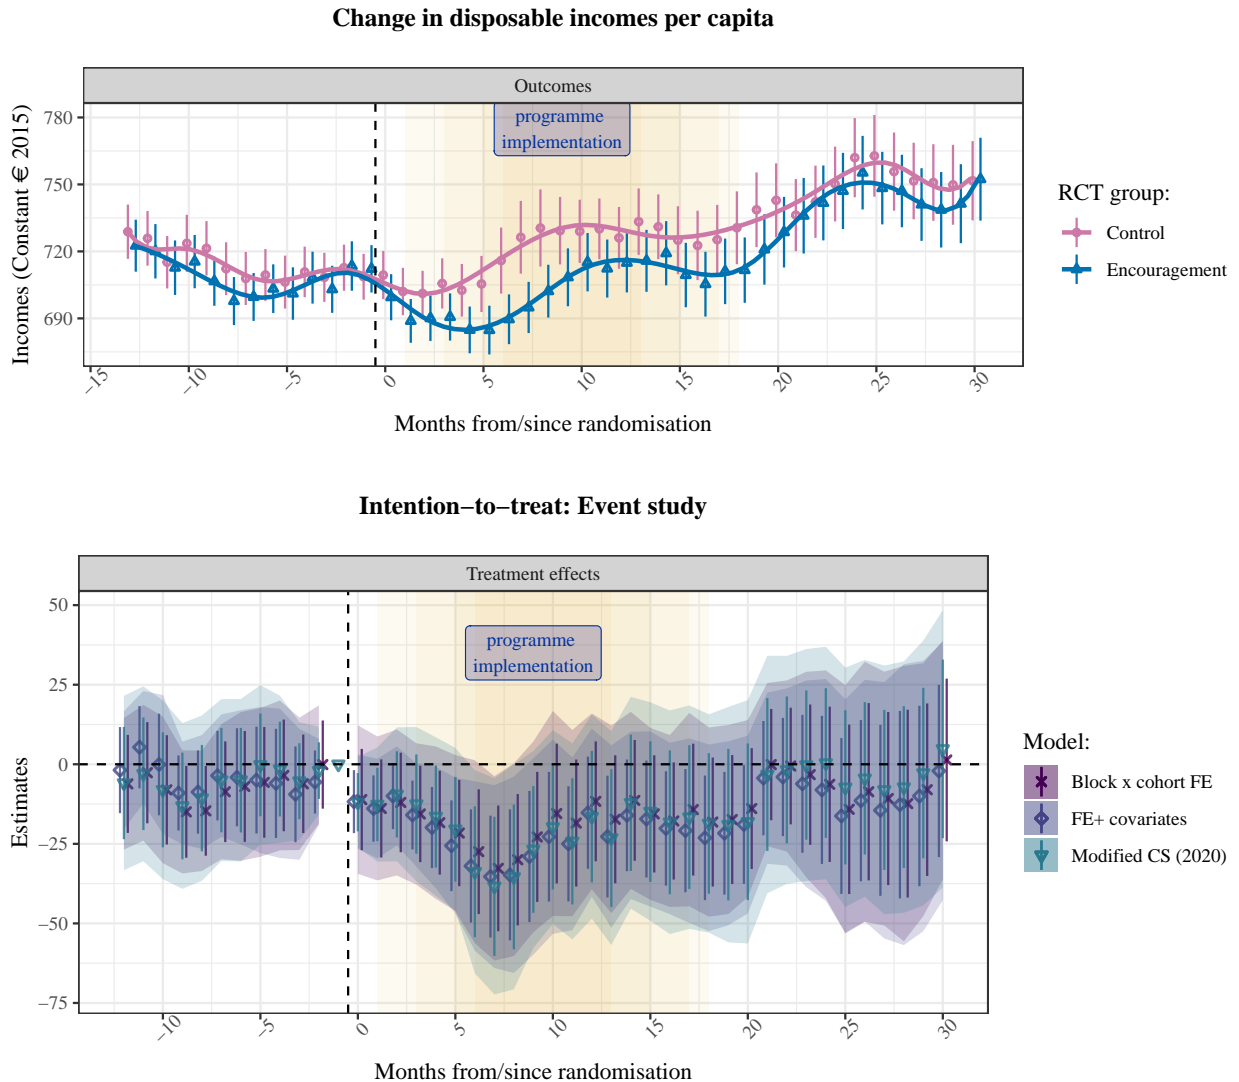 Change in disposable incomes per capita
Outcomes
programme
implementation
Incomes (Constant € 2015)
780
750
720
690
−15
−10
−5
0
5
10
15
20
25
30
Months from/since randomisation
RCT group:
Control
Encouragement
Intention−to−treat: Event study
Treatment effects
programme
implementation
Estimates
50
25
0
−25
−50
−75
−10
−5
0
5
10
15
20
25
30
Months from/since randomisation
Model:
Block x cohort FE
FE+ covariates
Modified CS (2020)